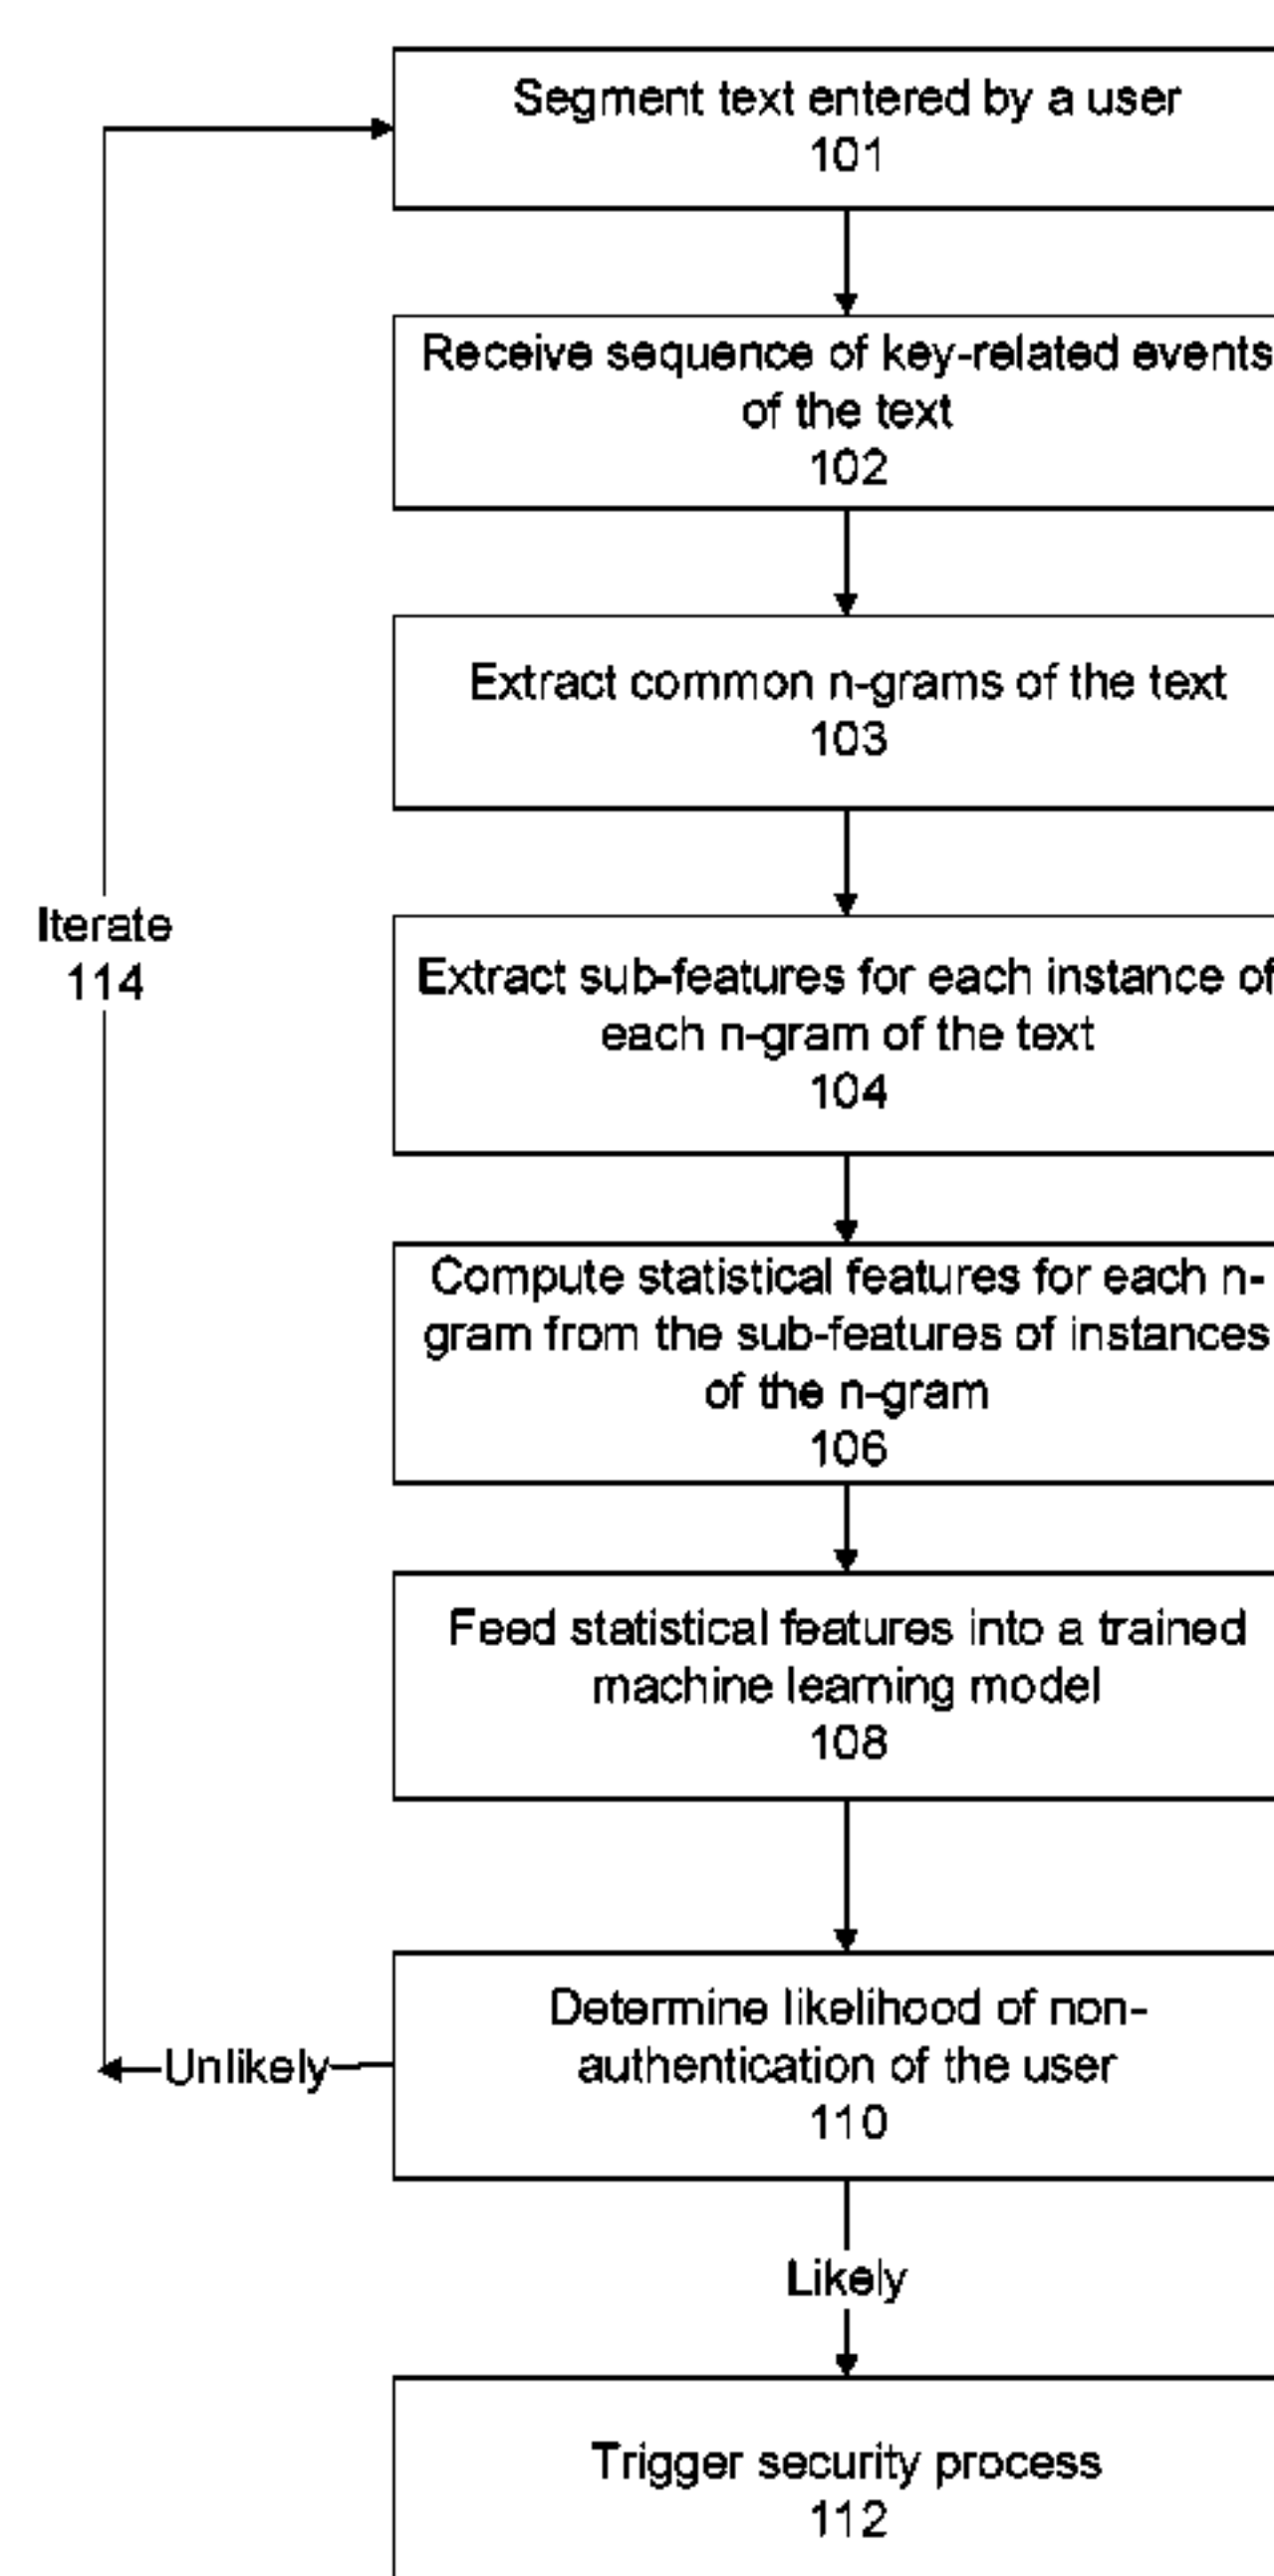 Segment text entered by a user
101
Receive sequence of key-related events
of the text
102
Extract common n-grams of the text
103
Iterate
114
Extract sub-features for each instance of
each n-gram of the text
104
Compute statistical features for each n-
gram from the sub-features of instances
of the n-gram
106
Feed statistical features into a trained
machine learning model
108
Determine likelihood of non-
authentication of the user
110
Unlikely
Likely
Trigger security process
112